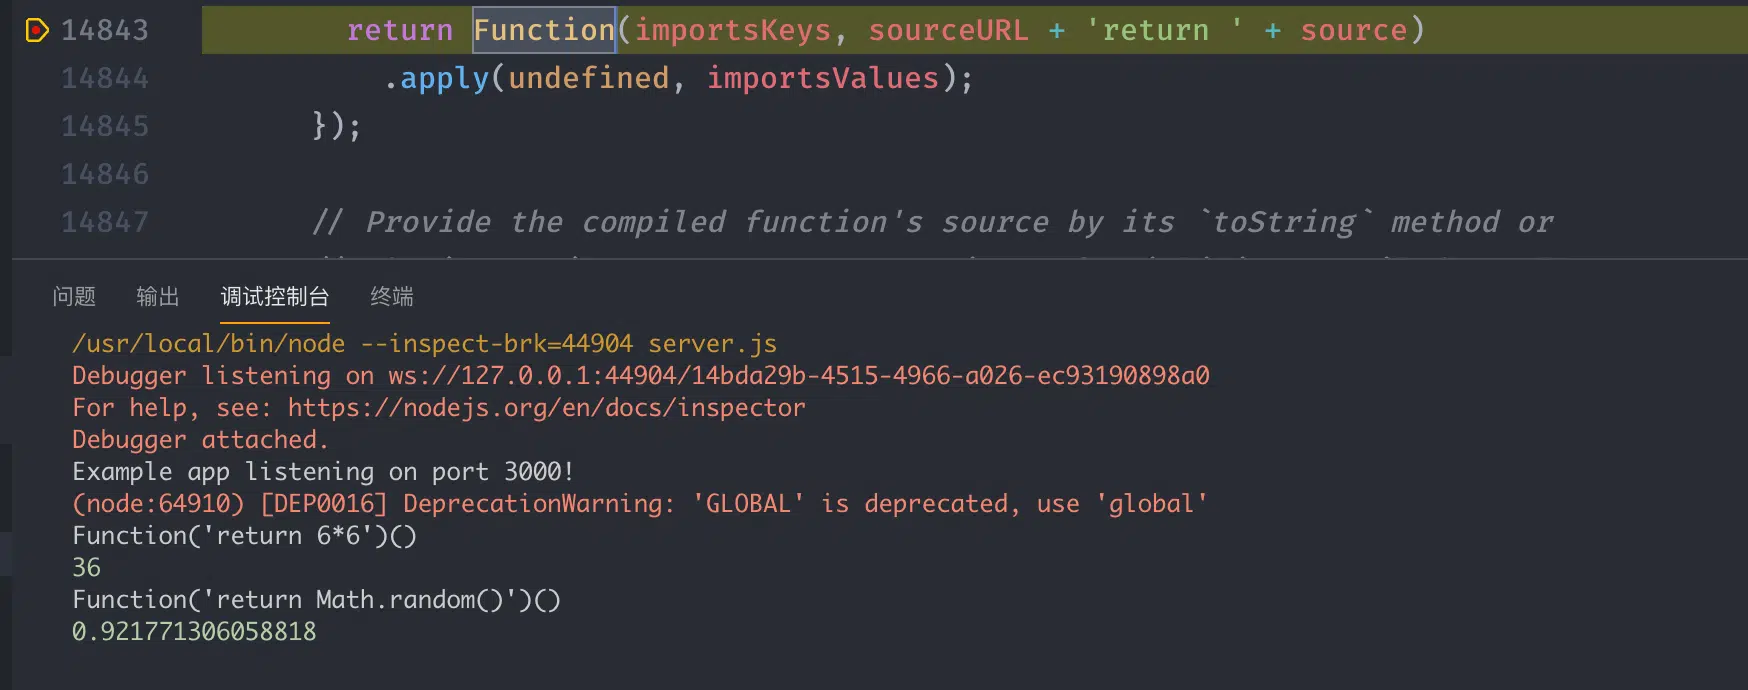 14843 return Function(importsKeys, sourceURL + 'return ' + source)
14844 .apply(undefined, importsValues);
14845 });
14846
14847 // Provide the compiled function's source by its `toString` method or
问题 输出 调试控制台 终端
/usr/local/bin/node --inspect-brk=44904 server.js
Debugger listening on ws://127.0.0.1:44904/14bda29b-4515-4966-a026-ec93190898a0
For help, see: https://nodejs.org/en/docs/inspector
Debugger attached.
Example app listening on port 3000!
(node:64910) [DEP0016] DeprecationWarning: 'GLOBAL' is deprecated, use 'global'
Function('return 6*6')()
36
Function('return Math.random()')()
0.921771306058818